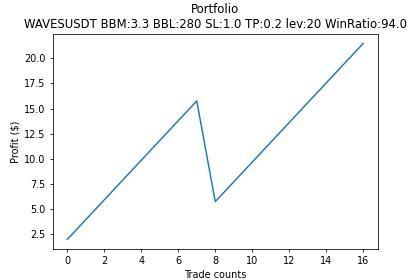 Portfolio
WAVESUSDT BBM:3.3 BBL:280 SL:1.0 TP:0.2 lev:20 WinRatio:94.0
20.0
17.5
15.0
12.5
10.0
7.5
5.0
2.5
Profit ($)
0 2 4 6 8 10 12 14 16
Trade counts